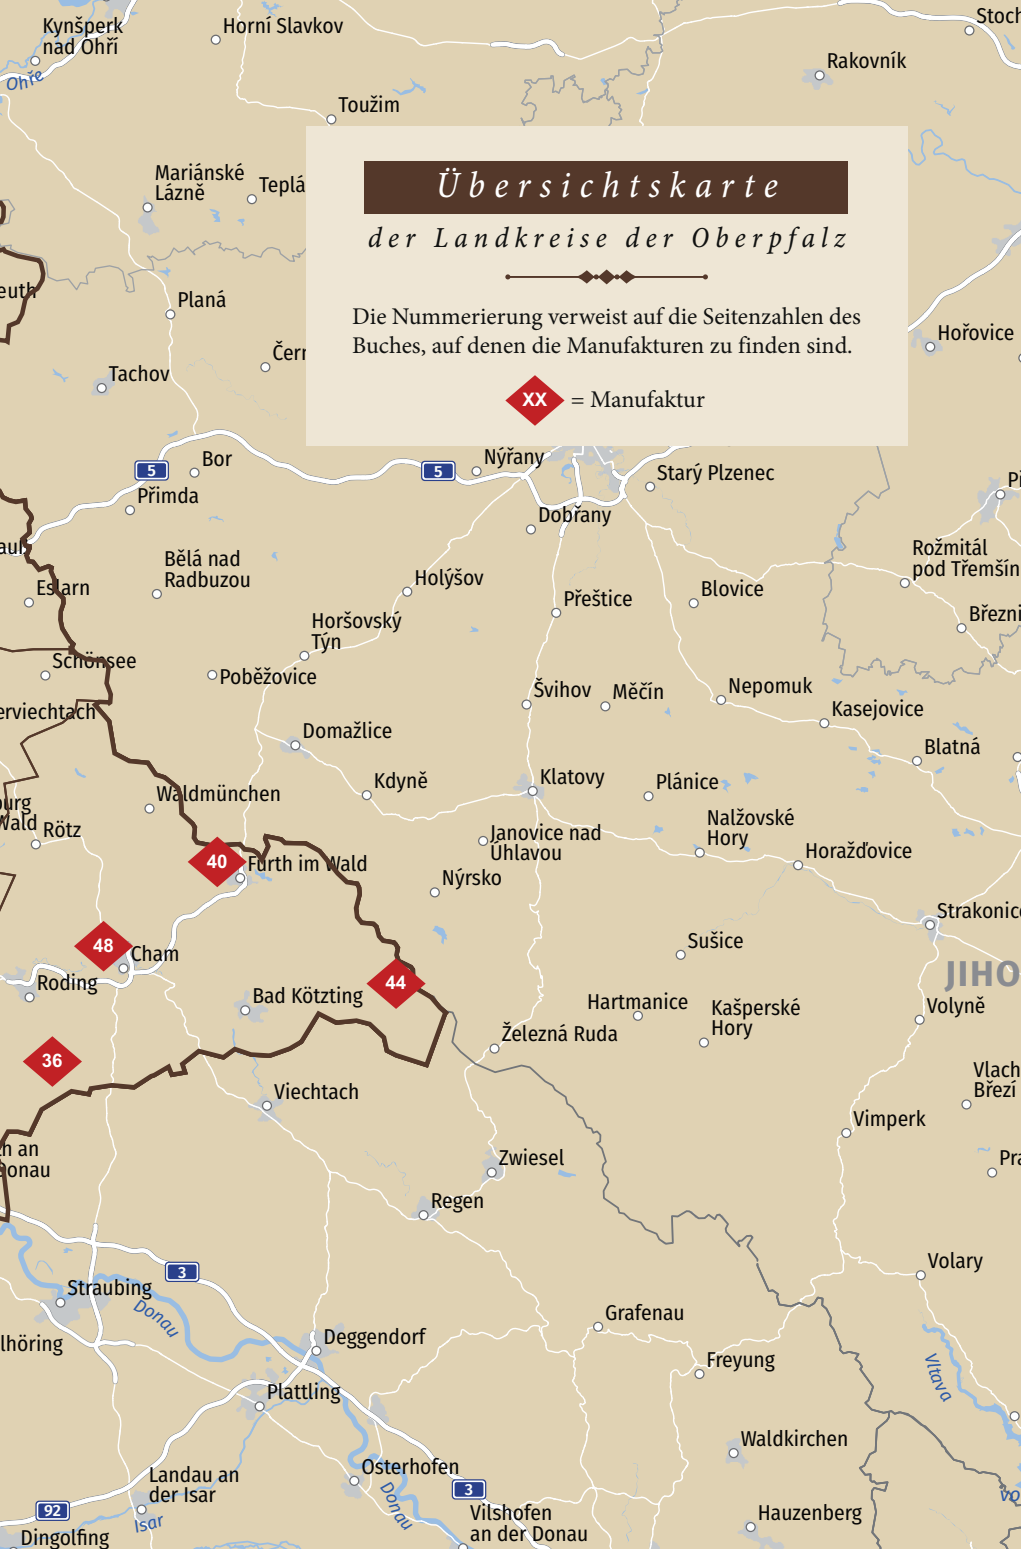 Kynšperk
nad Ohří
Horní Slavkov
Rakovník
Ohře
Toužim
Mariánské
Lázně
Teplá
Übersichtskarte
der Landkreise der Oberpfalz
Die Nummerierung verweist auf die Seitenzahlen des
Buches, auf denen die Manufakturen zu finden sind.
XX = Manufaktur
Planá
Hořovice
Tachov
5
Bor
5
Nýřany
Starý Plzenec
Přimda
Dobřany
Bělá nad
Radbuzou
Rožmitál
pod Třemšín
Eslarn
Holýšov
Přeštice
Blovice
Horšovský
Týn
Schönsee
Poběžovice
Švihov
Měčín
Nepomuk
Kasejovice
Domažlice
Blatná
Kdyně
Klatovy
Plánice
Waldmünchen
Wald
Rötz
Janovice nad
Úhlavou
Nalžovské
Hory
Horažďovice
40
Furth im Wald
Nýrsko
Strakonic
48
Cham
Sušice
JIHO
Roding
44
Bad Kötzting
Hartmanice
Kašperské
Hory
Volyně
Železná Ruda
36
Viechtach
Vlach
Březí
Vimperk
Zwiesel
Regen
3
Volary
Straubing
Donau
Grafenau
Deggendorf
Freyung
Vltava
Plattling
Waldkirchen
Osterhofen
Landau an
der Isar
Donau
3
92
Isar
Vilshofen
an der Donau
Hauzenberg
Dingolfing